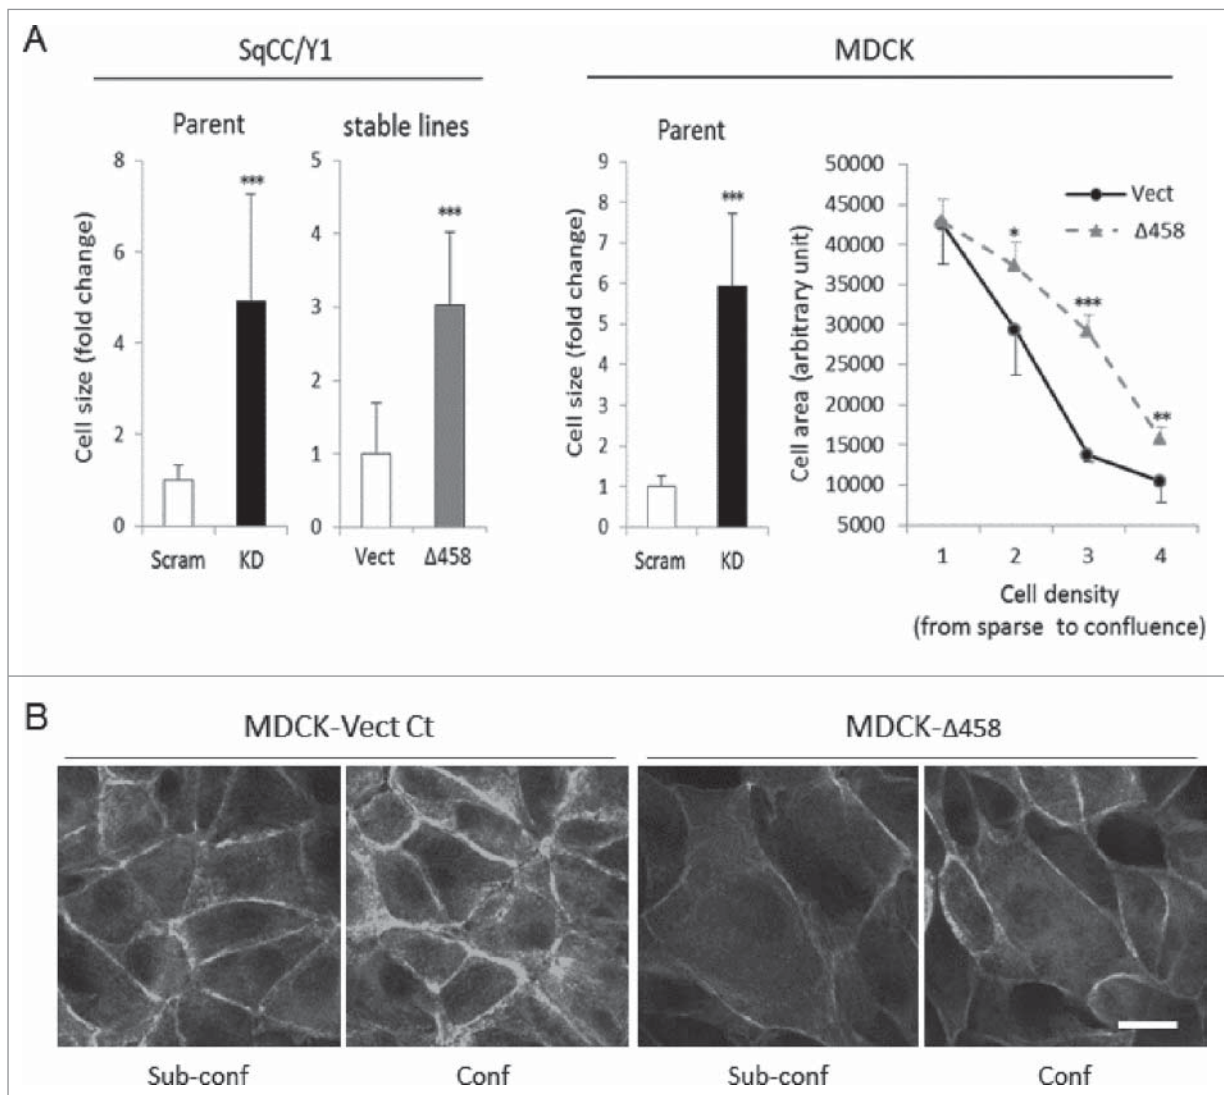 A
SqCC/Y1
MDCK
Parent
stable lines
Parent
Cell size (fold change)
8
6
4
2
0
***
Scram KD
5
4
3
2
1
0
***
Vect Δ458
Cell size (fold change)
9
8
7
6
5
4
3
2
1
0
***
Scram KD
Cell area (arbitrary unit)
50000
45000
40000
35000
30000
25000
20000
15000
10000
5000
Vect
Δ458
*
***
**
1 2 3 4
Cell density
(from sparse to confluence)
B
MDCK-Vect Ct
MDCK-Δ458
Sub-conf Conf Sub-conf Conf